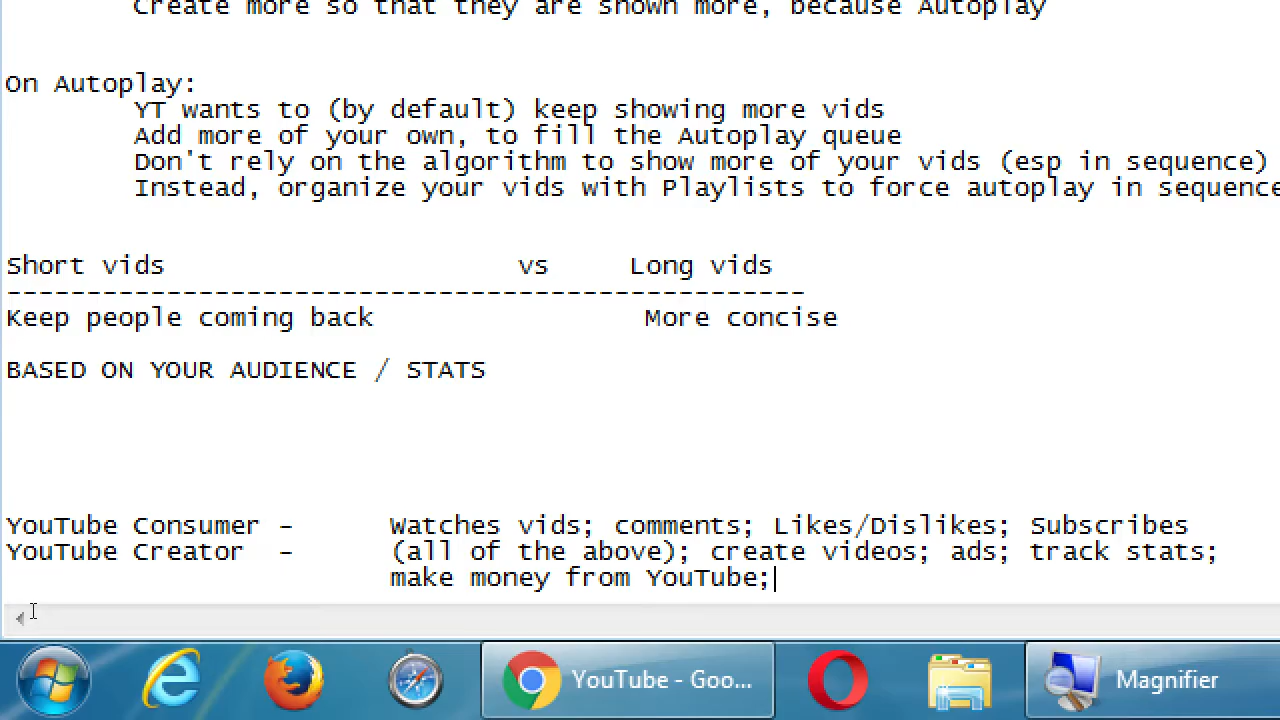 Create more so that they are shown more, because Autoplay
On Autoplay:
YT wants to (by default) keep showing more vids
Add more of your own, to fill the Autoplay queue
Don't rely on the algorithm to show more of your vids (esp in sequence)
Instead, organize your vids with Playlists to force autoplay in sequence
Short vids vs Long vids
---------------------------------------------------
Keep people coming back More concise
BASED ON YOUR AUDIENCE / STATS
YouTube Consumer - Watches vids; comments; Likes/Dislikes; Subscribes
YouTube Creator - (all of the above); create videos; ads; track stats;
make money from YouTube;
YouTube - Goo... Magnifier